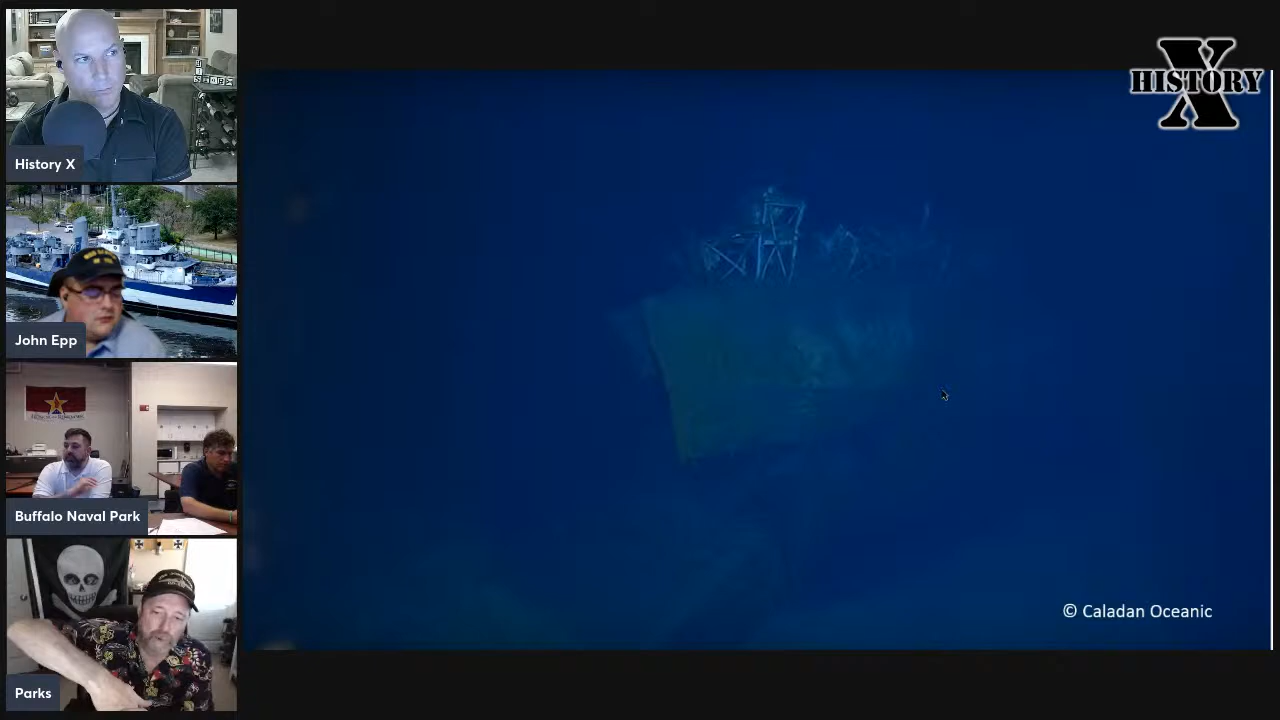 History X
John Epp
Buffalo Naval Park
Parks
X
HISTORY
© Caladan Oceanic